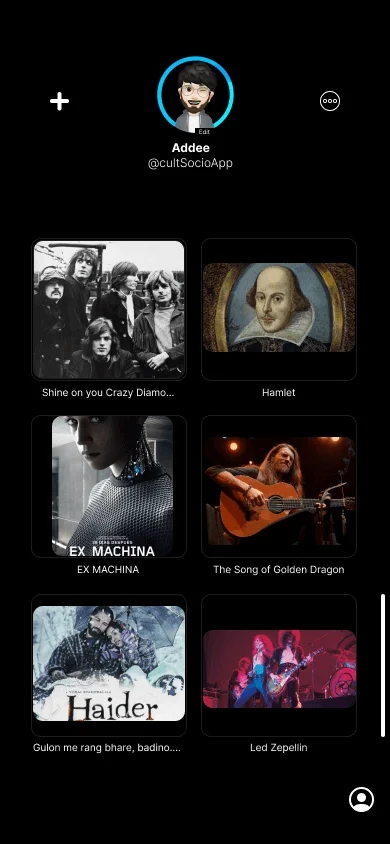 Edit
Addee
@cultSocioApp
Shine on you Crazy Diamo...
Hamlet
EX MACHINA
EX MACHINA
The Song of Golden Dragon
Haider
Gulon me rang bhare, badino....
Led Zepellin